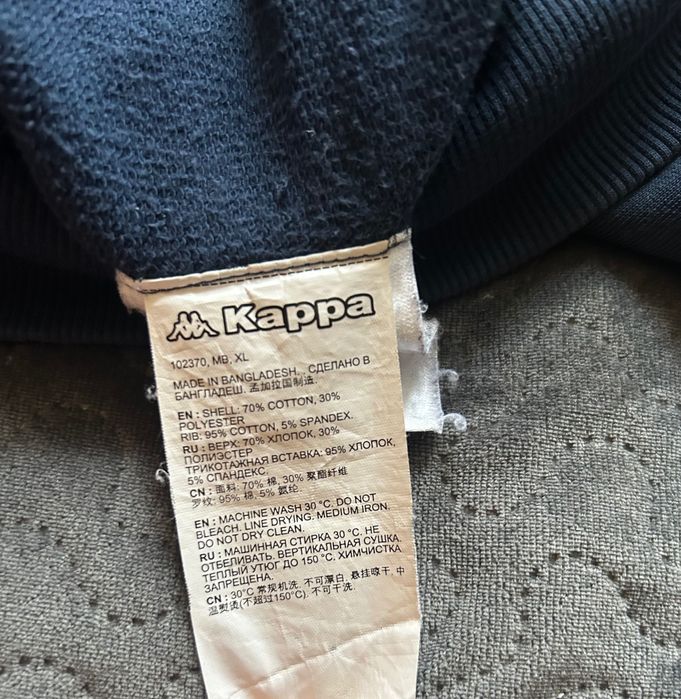 Kappa
102370, MB, XL
MADE IN BANGLADESH. . СДЕЛАНО В
БАНГЛАДЕШ. 孟加拉国制造.
EN : SHELL: 70% COTTON, 30%
POLYESTER
RIB: 95% COTTON, 5% SPANDEX.
RU : ВЕРХ: 70% ХЛОПОК, 30%
ПОЛИЭСТЕР
ТРИКОТАЖНАЯ ВСТАВКА: 95% ХЛОПОК,
5% СПАНДЕКС.
CN : 面料: 70% 棉, 30% 聚酯纤维
罗纹: 95% 棉, 5% 氨纶
EN : MACHINE WASH 30 °C. DO NOT
BLEACH. LINE DRYING. MEDIUM IRON.
DO NOT DRY CLEAN.
RU : МАШИННАЯ СТИРКА 30 °C. НЕ
ОТБЕЛИВАТЬ. ВЕРТИКАЛЬНАЯ СУШКА.
ТЕПЛЫЙ УТЮГ ДО 150 °C. ХИМЧИСТКА
ЗАПРЕЩЕНА.
CN : 30°C 常规机洗. 不可漂白. 悬挂晾干. 中
温熨烫(不超过150°C). 不可干洗.